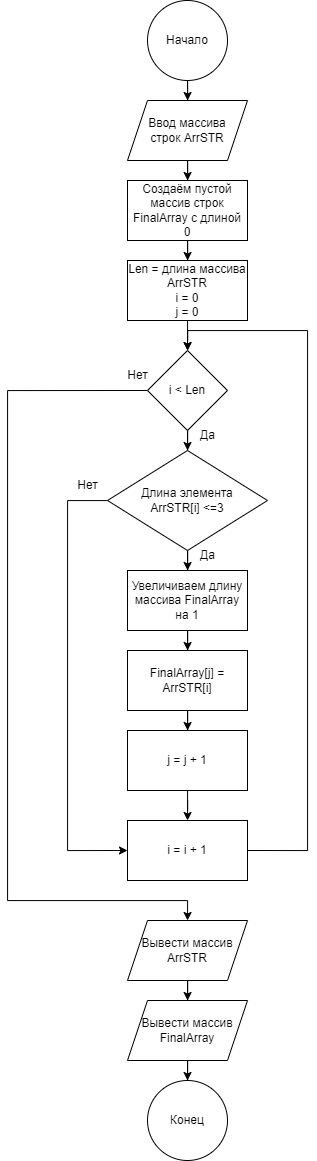 Начало
Ввод массива
строк ArrSTR
Создаём пустой
массив строк
FinalArray с длиной
0
Len = длина массива
ArrSTR
i = 0
j = 0
Нет
i < Len
Да
Нет
Длина элемента
ArrSTR[i] <=3
Да
Увеличиваем длину
массива FinalArray
на 1
FinalArray[j] =
ArrSTR[i]
j = j + 1
i = i + 1
Вывести массив
ArrSTR
Вывести массив
FinalArray
Конец